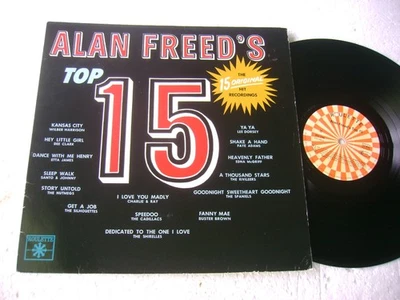 ALAN FREED'S
TOP
15
THE
15 ORIGINAL
HIT
RECORDINGS
KANSAS CITY
WILBER HARRISON
HEY LITTLE GIRL
DEE CLARK
DANCE WITH ME HENRY
ETTA JAMES
SLEEP WALK
SANTO & JOHNNY
STORY UNTOLD
THE NUTMEGS
GET A JOB
THE SILHOUETTES
I LOVE YOU MADLY
CHARLIE & RAY
SPEEDOO
THE CADILLACS
DEDICATED TO THE ONE I LOVE
THE SHIRELLES
YA YA
LEE DORSEY
SHAKE A HAND
FAYE ADAMS
HEAVENLY FATHER
EDNA McGRIFF
A THOUSAND STARS
THE RIVILEERS
GOODNIGHT SWEETHEART GOODNIGHT
THE SPANIELS
FANNY MAE
BUSTER BROWN
ROULETTE